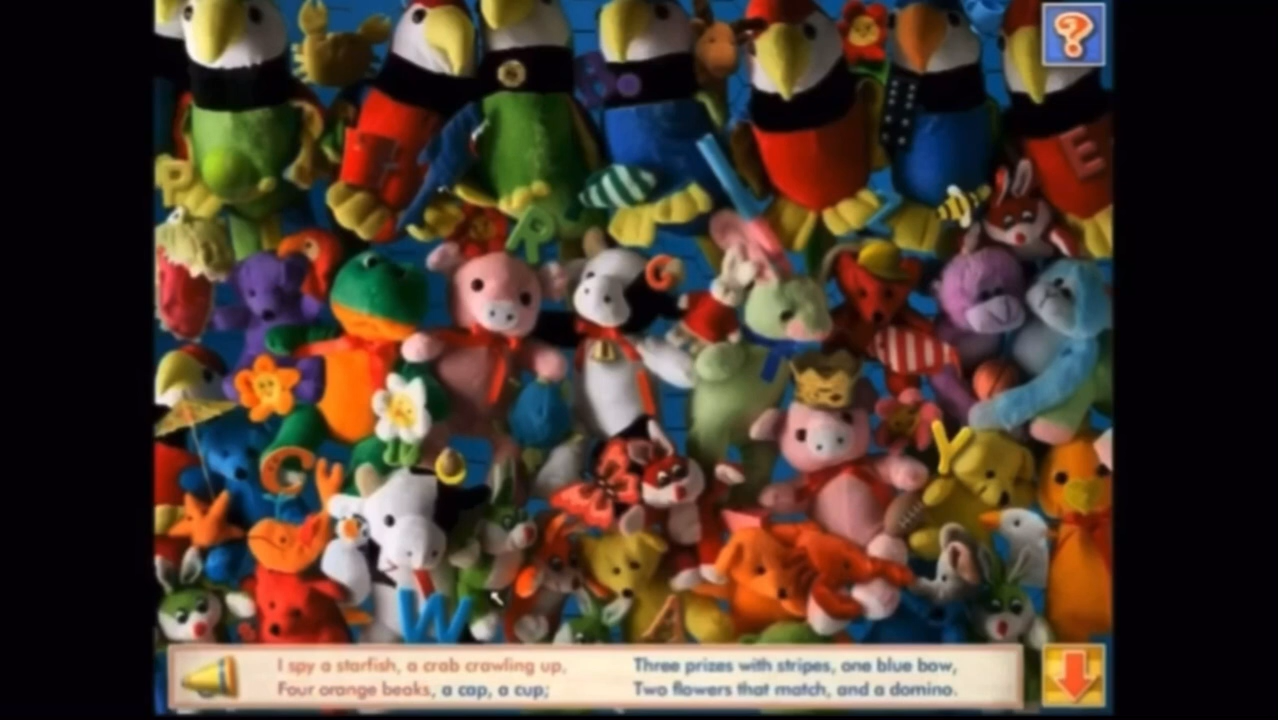 ?
P
E
R
G
Y
G
W
A
I spy a starfish, a crab crawling up,
Four orange beaks, a cap, a cup;
Three prizes with stripes, one blue bow,
Two flowers that match, and a domino.